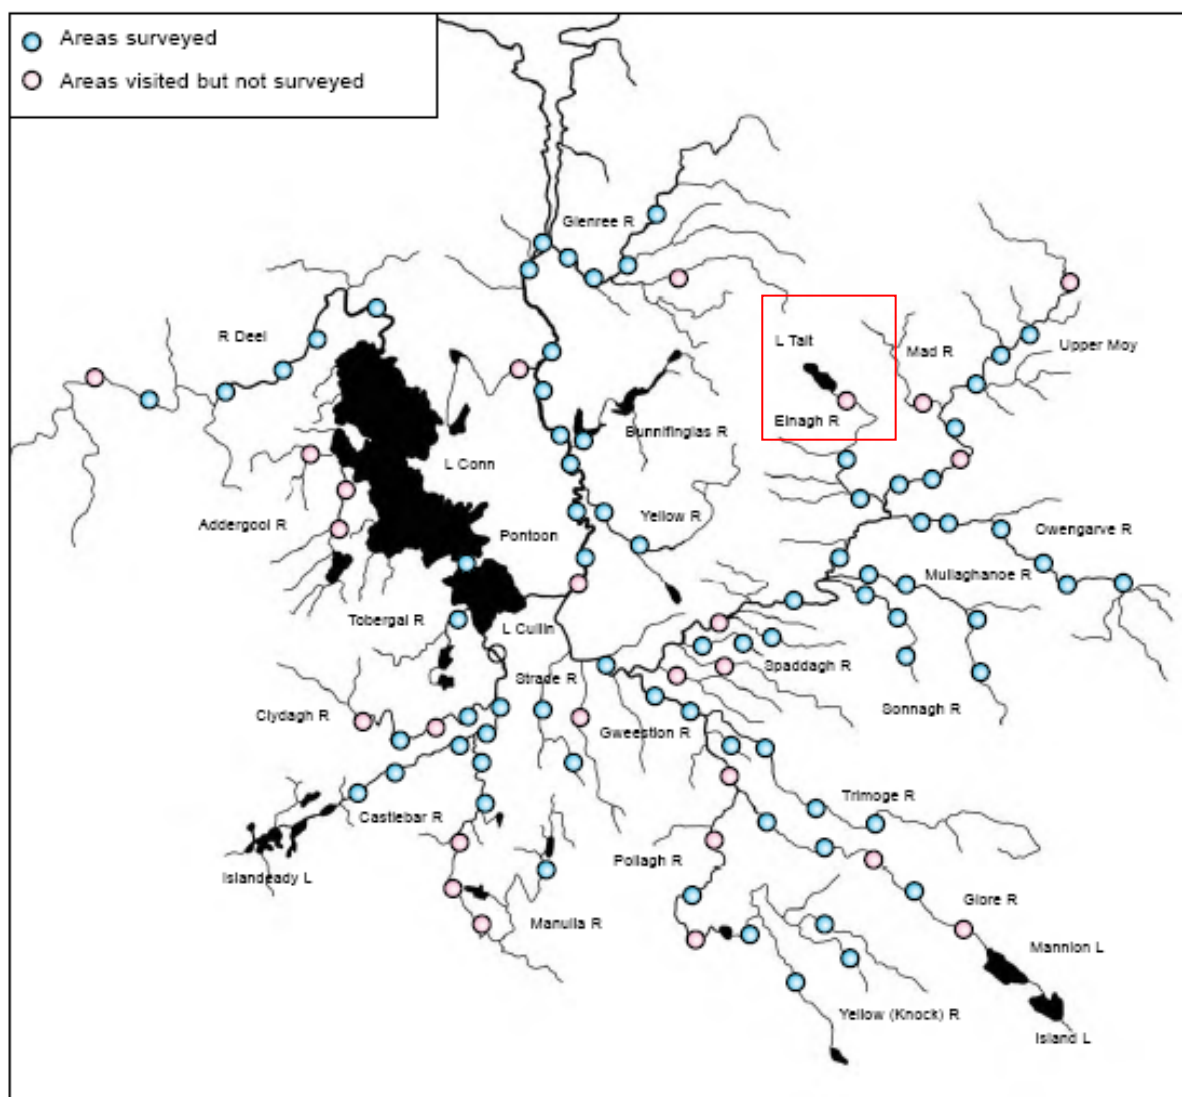 Areas surveyed
Areas visited but not surveyed
Glenree R
R Deel
L Talt
Mad R
Upper Moy
Einagh R
Bunnifinglas R
L Conn
Addergool R
Pontoon
Yellow R
Owengarve R
Mullaghanoe R
Tobergal R
L Cullin
Strade R
Spaddagh R
Clydagh R
Sonnagh R
Gweestion R
Castlebar R
Trimoge R
Islandeady L
Pollagh R
Manulla R
Glore R
Mannion L
Yellow (Knock) R
Island L